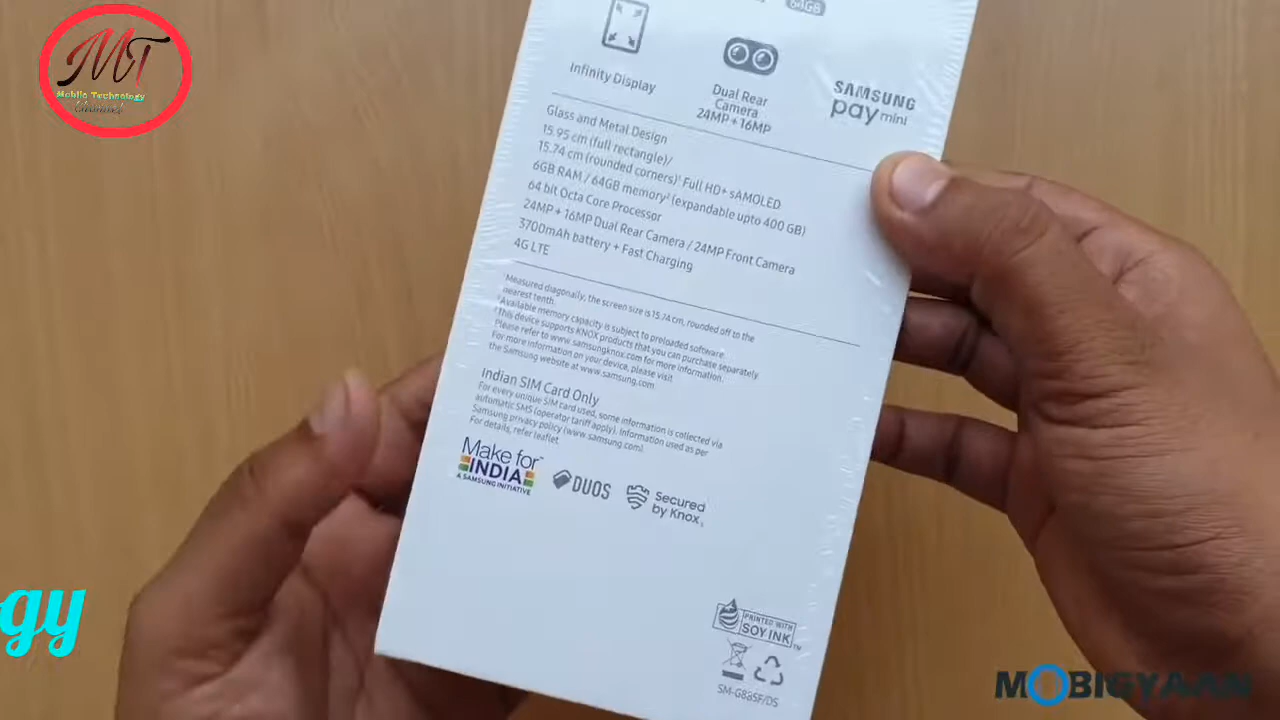 64GB
MT
Mobile Technology
Channel
Infinity Display
Dual Rear
Camera
24MP + 16MP
SAMSUNG
pay mini
Glass and Metal Design
15.95 cm (full rectangle)/
15.74 cm (rounded corners)¹ Full HD+ sAMOLED
6GB RAM / 64GB memory² (expandable upto 400 GB)
64 bit Octa Core Processor
24MP + 16MP Dual Rear Camera / 24MP Front Camera
3700mAh battery + Fast Charging
4G LTE
Measured diagonally, the screen size is 15.74 cm, rounded off to the
nearest tenth.
Available memory capacity is subject to preloaded software.
This device supports KNOX products that you can purchase separately
Please refer to www.samsungknox.com for more information.
For more information on your device, please visit
the Samsung website at www.samsung.com
Indian SIM Card Only
For every unique SIM card used, some information is collected via
automatic SMS (operator tariff apply). Information used as per
Samsung privacy policy (www.samsung.com).
For details, refer leaflet.
Make for™
INDIA
A SAMSUNG INITIATIVE
DUOS
Secured
by Knox
PRINTED WITH
SOY INK™
SM-G885F/DS
gy
MOBIGYAAN